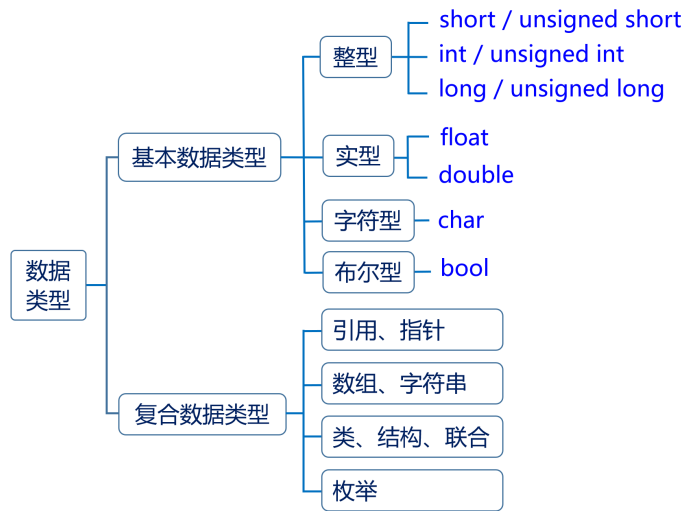 数据
类型
基本数据类型
整型
short / unsigned short
int / unsigned int
long / unsigned long
实型
float
double
字符型
char
布尔型
bool
复合数据类型
引用、指针
数组、字符串
类、结构、联合
枚举